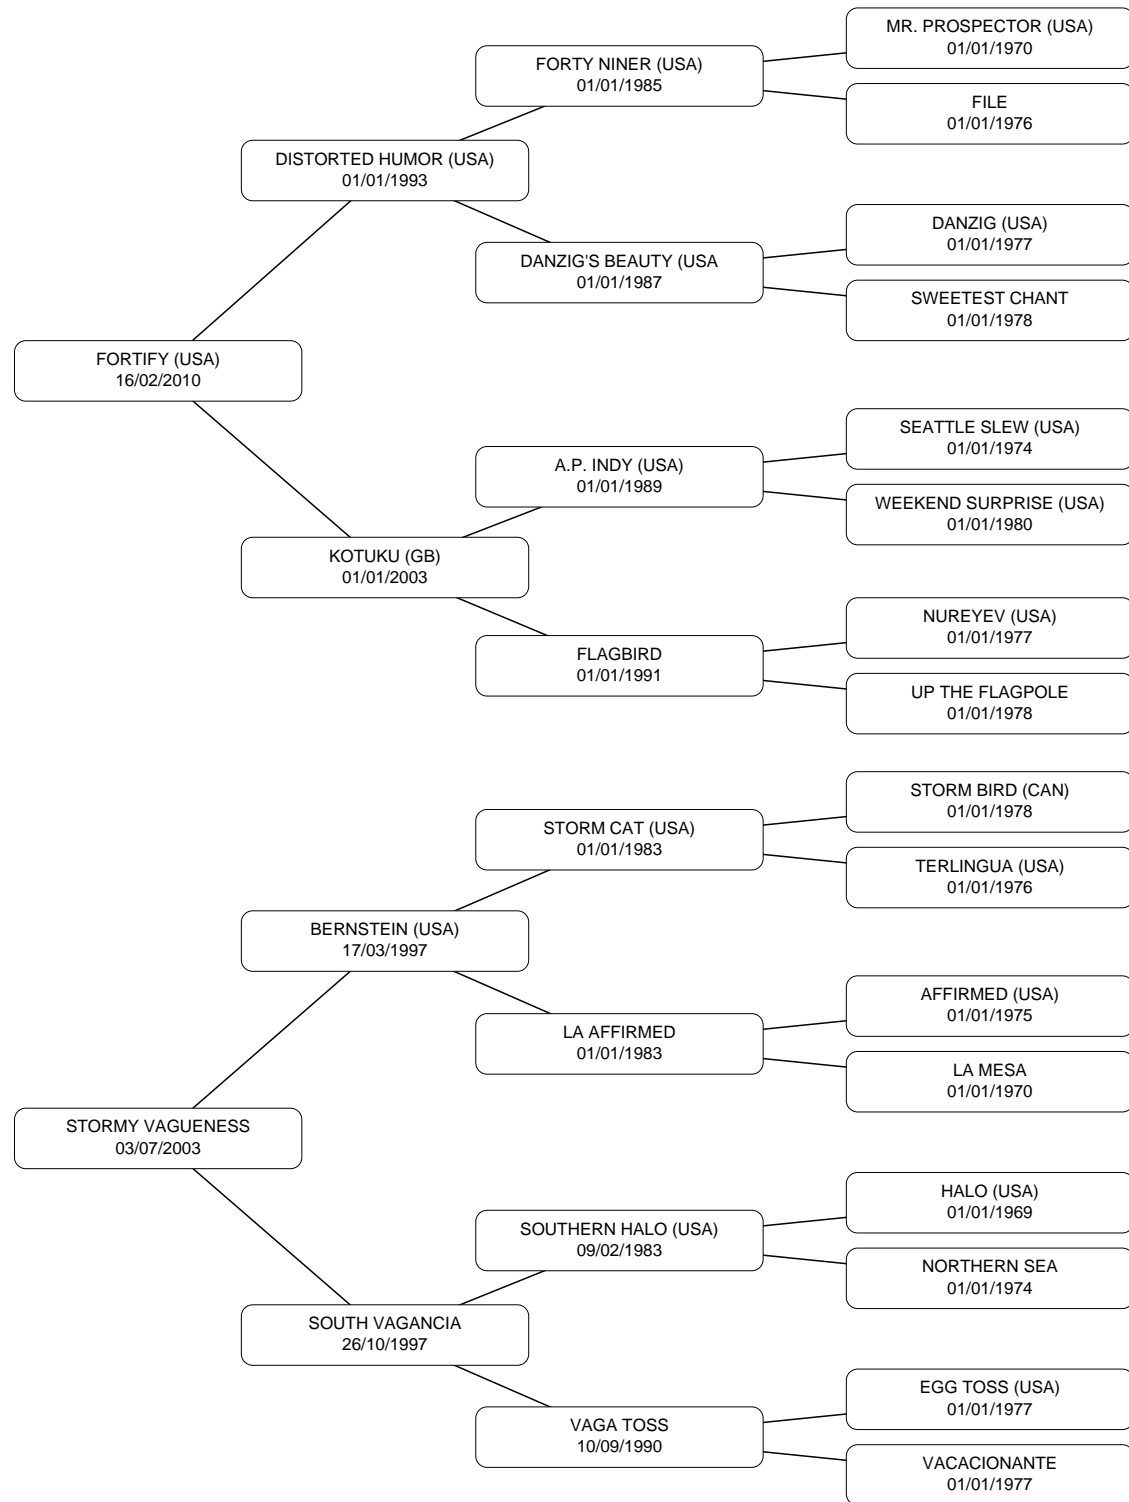 MR. PROSPECTOR (USA)
01/01/1970
FORTY NINER (USA)
01/01/1985
FILE
01/01/1976
DISTORTED HUMOR (USA)
01/01/1993
DANZIG (USA)
01/01/1977
DANZIG'S BEAUTY (USA
01/01/1987
SWEETEST CHANT
01/01/1978
FORTIFY (USA)
16/02/2010
SEATTLE SLEW (USA)
01/01/1974
A.P. INDY (USA)
01/01/1989
WEEKEND SURPRISE (USA)
01/01/1980
KOTUKU (GB)
01/01/2003
NUREYEV (USA)
01/01/1977
FLAGBIRD
01/01/1991
UP THE FLAGPOLE
01/01/1978
STORM BIRD (CAN)
01/01/1978
STORM CAT (USA)
01/01/1983
TERLINGUA (USA)
01/01/1976
BERNSTEIN (USA)
17/03/1997
AFFIRMED (USA)
01/01/1975
LA AFFIRMED
01/01/1983
LA MESA
01/01/1970
STORMY VAGUENESS
03/07/2003
HALO (USA)
01/01/1969
SOUTHERN HALO (USA)
09/02/1983
NORTHERN SEA
01/01/1974
SOUTH VAGANCIA
26/10/1997
EGG TOSS (USA)
01/01/1977
VAGA TOSS
10/09/1990
VACACIONANTE
01/01/1977